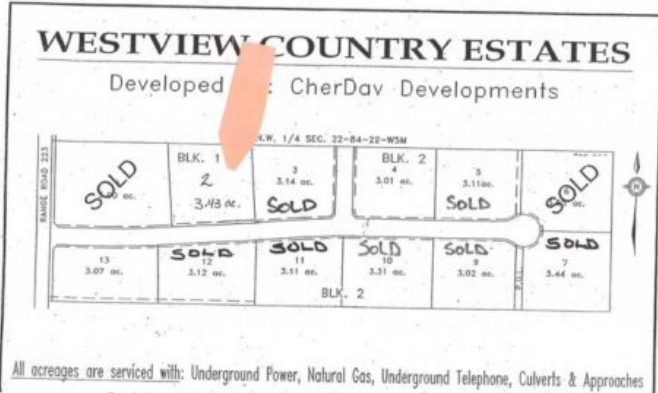 WESTVIEW COUNTRY ESTATES
Developed : CherDav Developments
N.W. 1/4 SEC. 22-84-22-W5M
RANGE ROAD 223
SOLD
BLK. 1
2
3.43 ac.
3
3.14 ac.
SOLD
BLK. 2
4
3.01 ac.
5
3.11ac.
SOLD
SOLD
ac.
13
3.07 ac.
SOLD
12
3.12 ac.
SOLD
11
3.11 ac.
SOLD
10
3.31 ac.
SOLD
9
3.02 ac.
P.U.L.
SOLD
7
3.44 ac.
BLK. 2
N
All acreages are serviced with: Underground Power, Natural Gas, Underground Telephone, Culverts & Approaches